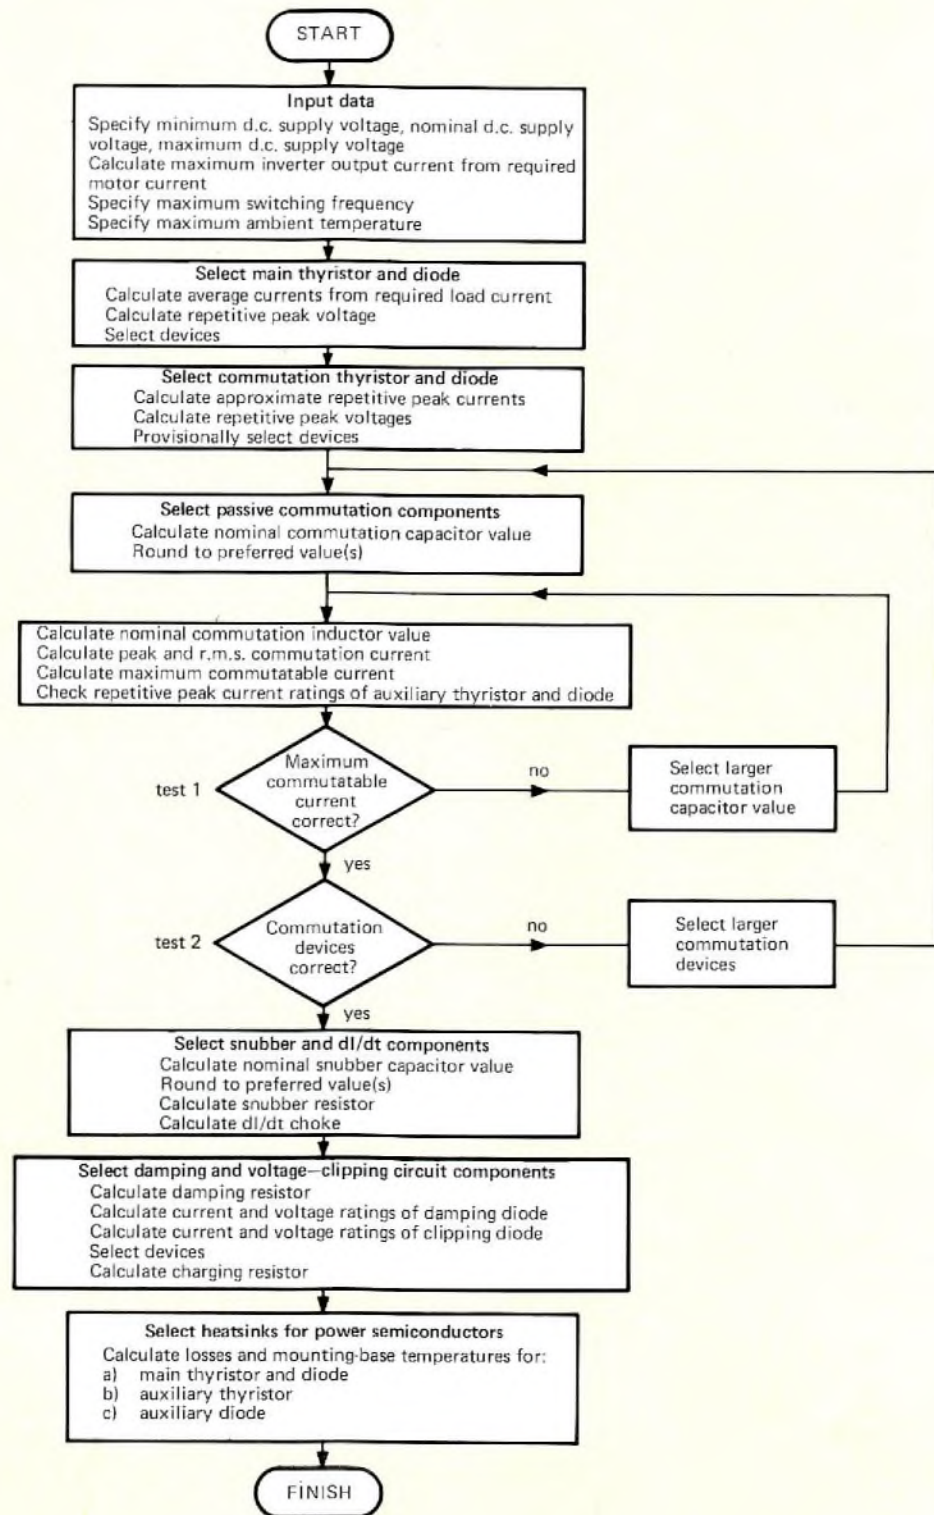 START
Input data
Specify minimum d.c. supply voltage, nominal d.c. supply
voltage, maximum d.c. supply voltage
Calculate maximum inverter output current from required
motor current
Specify maximum switching frequency
Specify maximum ambient temperature
Select main thyristor and diode
Calculate average currents from required load current
Calculate repetitive peak voltage
Select devices
Select commutation thyristor and diode
Calculate approximate repetitive peak currents
Calculate repetitive peak voltages
Provisionally select devices
Select passive commutation components
Calculate nominal commutation capacitor value
Round to preferred value(s)
Calculate nominal commutation inductor value
Calculate peak and r.m.s. commutation current
Calculate maximum commutatable current
Check repetitive peak current ratings of auxiliary thyristor and diode
test 1
Maximum
commutatable
current
correct?
no
Select larger
commutation
capacitor value
yes
test 2
Commutation
devices
correct?
no
Select larger
commutation
devices
yes
Select snubber and dI/dt components
Calculate nominal snubber capacitor value
Round to preferred value(s)
Calculate snubber resistor
Calculate dI/dt choke
Select damping and voltage–clipping circuit components
Calculate damping resistor
Calculate current and voltage ratings of damping diode
Calculate current and voltage ratings of clipping diode
Select devices
Calculate charging resistor
Select heatsinks for power semiconductors
Calculate losses and mounting-base temperatures for:
a) main thyristor and diode
b) auxiliary thyristor
c) auxiliary diode
FINISH